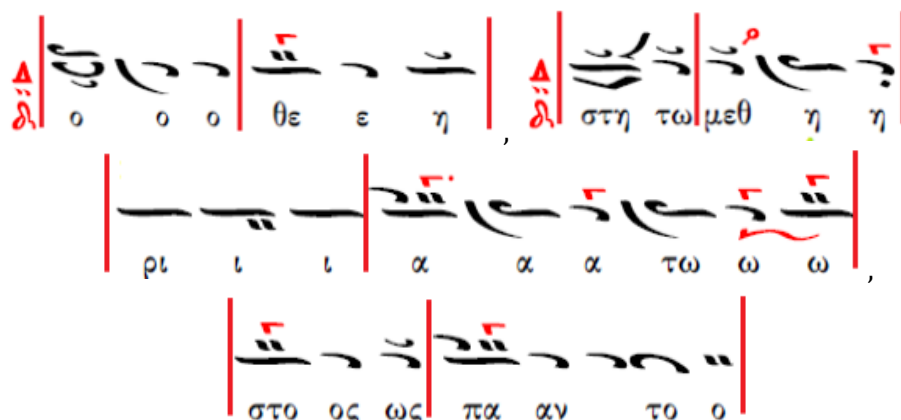 Δ ο ο ο θε ε η , Δ στη τω μεθ η η
ρι ι ι α α α τω ω ω ,
στο ος ως πα αν το ο